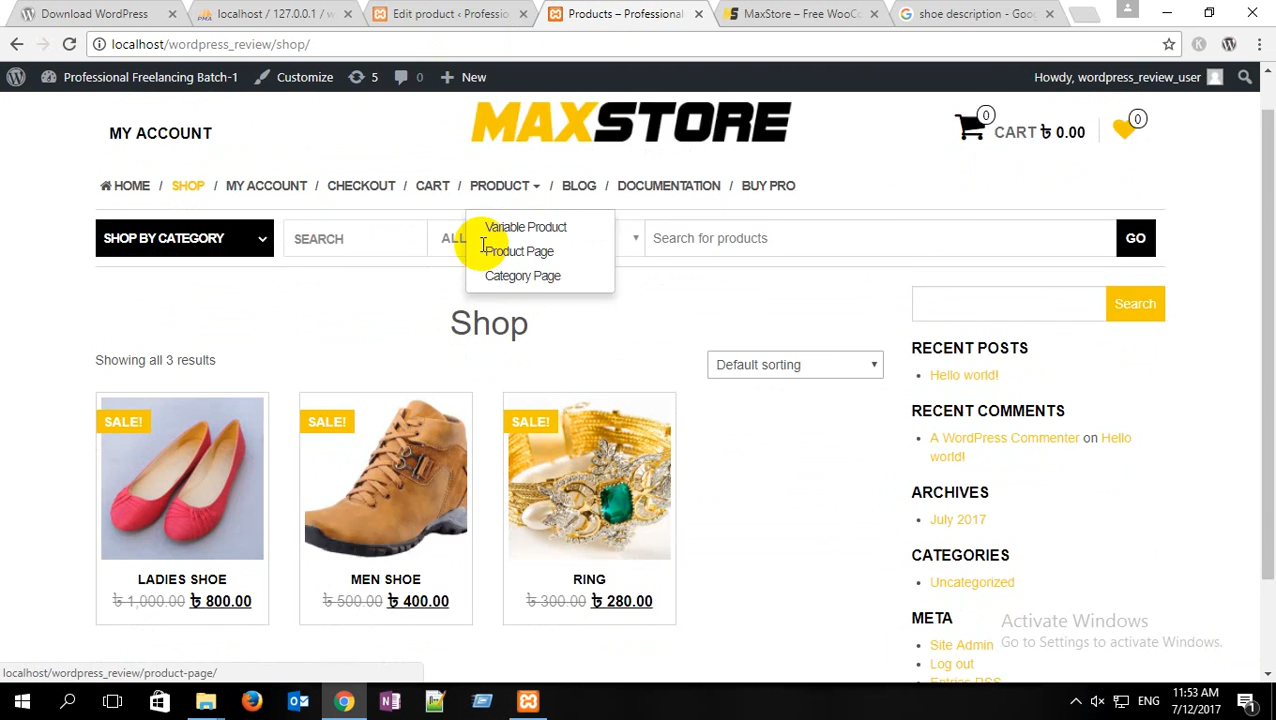 Download WordPress
localhost / 127.0.0.1 / w
Edit product ‹ Professio
Products – Professional
MaxStore – Free WooCo
shoe description - Goog
localhost/wordpress_review/shop/
Professional Freelancing Batch-1
Customize
5
0
New
Howdy, wordpress_review_user
MY ACCOUNT
MAXSTORE
0
CART ৳ 0.00
0
HOME / SHOP / MY ACCOUNT / CHECKOUT / CART / PRODUCT / BLOG / DOCUMENTATION / BUY PRO
SHOP BY CATEGORY
SEARCH
ALL
Search for products
GO
Variable Product
Product Page
Category Page
Shop
Showing all 3 results
Default sorting
SALE!
LADIES SHOE
৳ 1,000.00 ৳ 800.00
SALE!
MEN SHOE
৳ 500.00 ৳ 400.00
SALE!
RING
৳ 300.00 ৳ 280.00
Search
RECENT POSTS
Hello world!
RECENT COMMENTS
A WordPress Commenter on Hello
world!
ARCHIVES
July 2017
CATEGORIES
Uncategorized
META
Site Admin
Log out
Entries RSS
Activate Windows
Go to Settings to activate Windows.
localhost/wordpress_review/product-page/
ENG
11:53 AM
7/12/2017
1